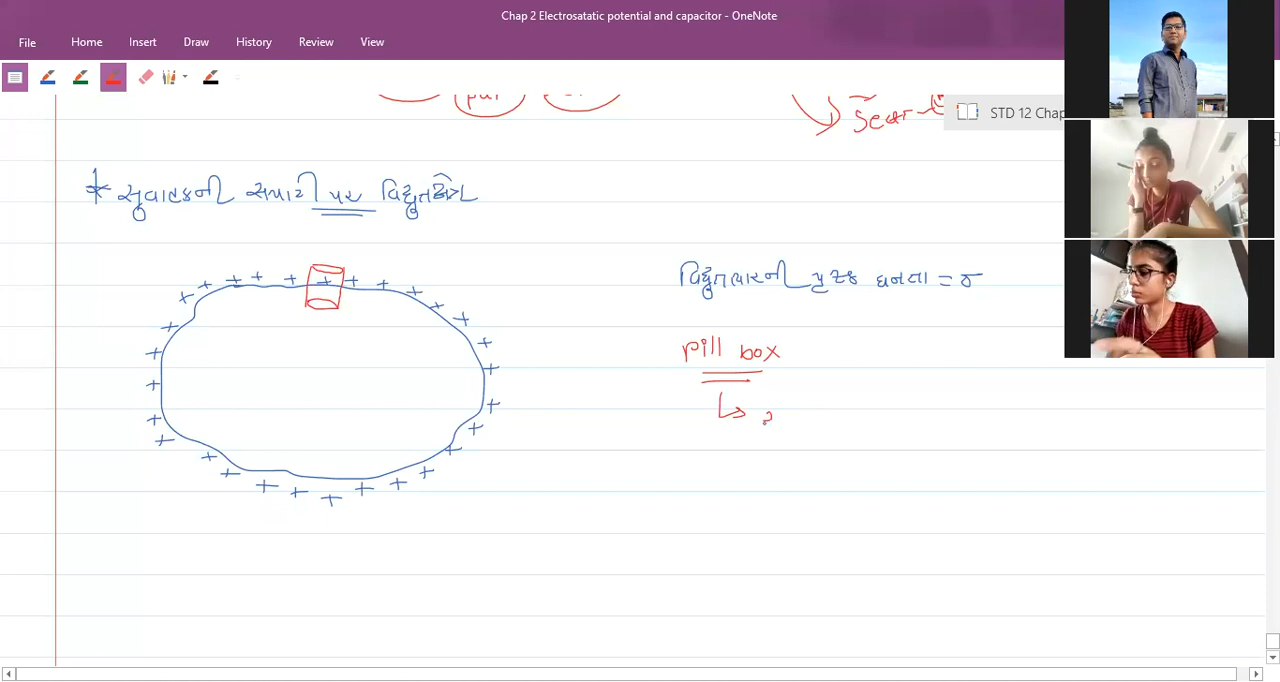 Chap 2 Electrosatatic potential and capacitor - OneNote
File Home Insert Draw History Review View
STD 12 Chap
* સુવાહકની સપાટી પર વિદ્યુતક્ષેત્ર
વિદ્યુતભારની પૃષ્ઠ ઘનતા = σ
pill box